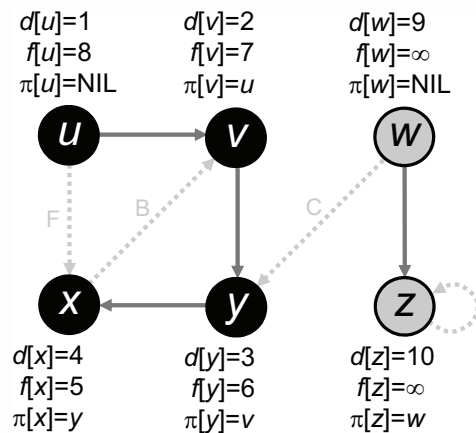 d[u]=1 d[v]=2 d[w]=9
f[u]=8 f[v]=7 f[w]=∞
π[u]=NIL π[v]=u π[w]=NIL
u v w
F B C
x y z
d[x]=4 d[y]=3 d[z]=10
f[x]=5 f[y]=6 f[z]=∞
π[x]=y π[y]=v π[z]=w